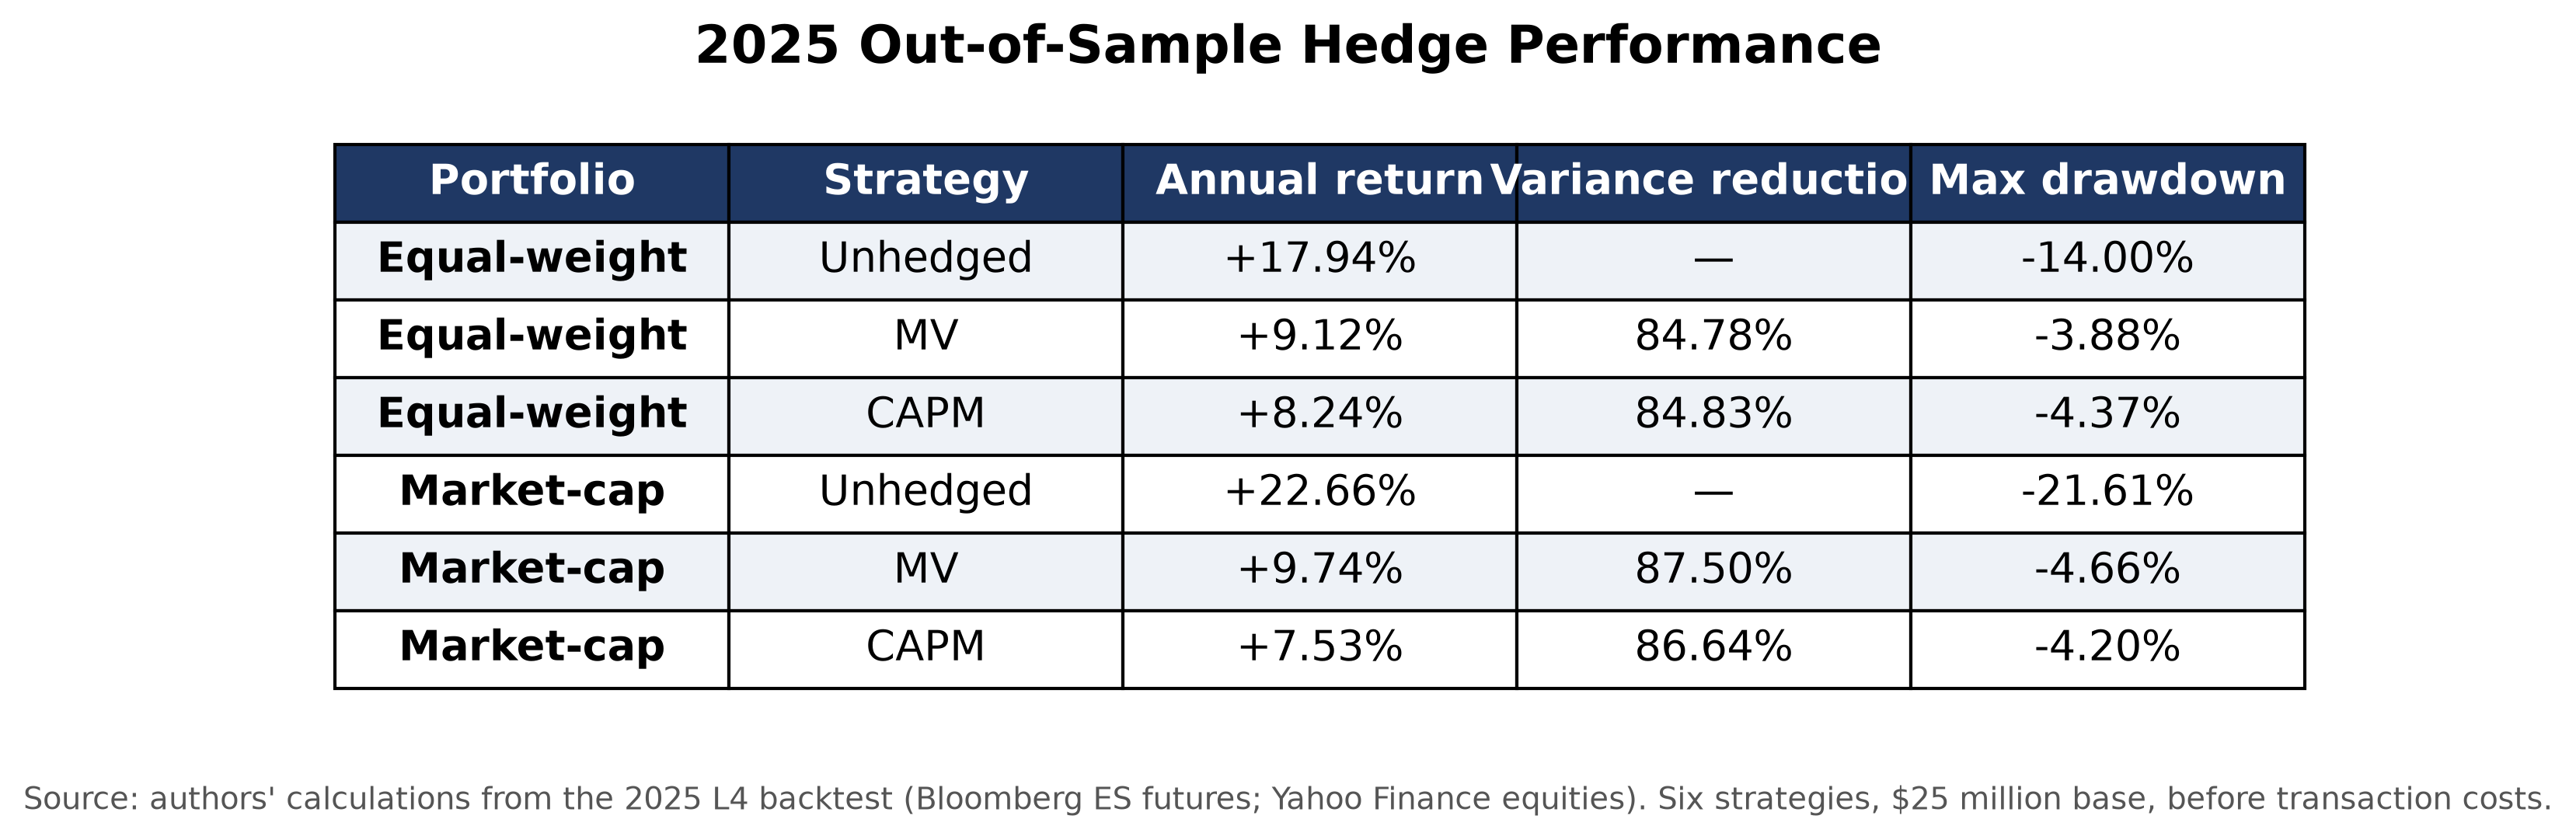 2025 Out-of-Sample Hedge Performance
Portfolio Strategy Annual return Variance reductio Max drawdown
Equal-weight Unhedged +17.94% — -14.00%
Equal-weight MV +9.12% 84.78% -3.88%
Equal-weight CAPM +8.24% 84.83% -4.37%
Market-cap Unhedged +22.66% — -21.61%
Market-cap MV +9.74% 87.50% -4.66%
Market-cap CAPM +7.53% 86.64% -4.20%
Source: authors' calculations from the 2025 L4 backtest (Bloomberg ES futures; Yahoo Finance equities). Six strategies, $25 million base, before transaction costs.